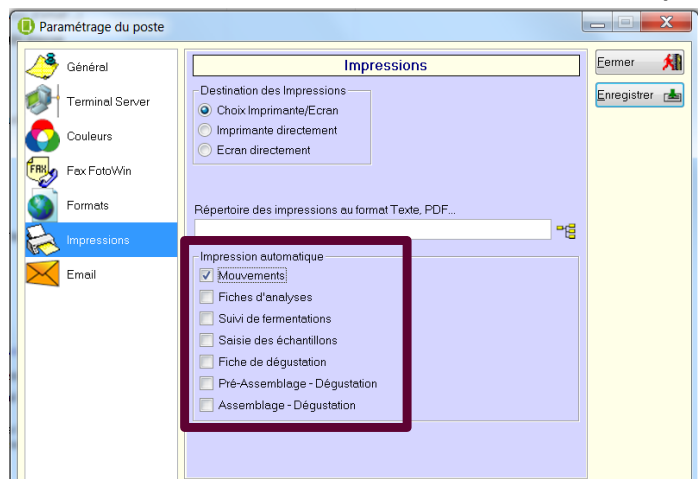 Paramétrage du poste
Général
Terminal Server
Couleurs
FAX
Fax FotoWin
Formats
Impressions
Email
Impressions
Destination des Impressions
Choix Imprimante/Ecran
Imprimante directement
Ecran directement
Répertoire des impressions au format Texte, PDF...
Impression automatique
Mouvements
Fiches d'analyses
Suivi de fermentations
Saisie des échantillons
Fiche de dégustation
Pré-Assemblage - Dégustation
Assemblage - Dégustation
Fermer
Enregistrer